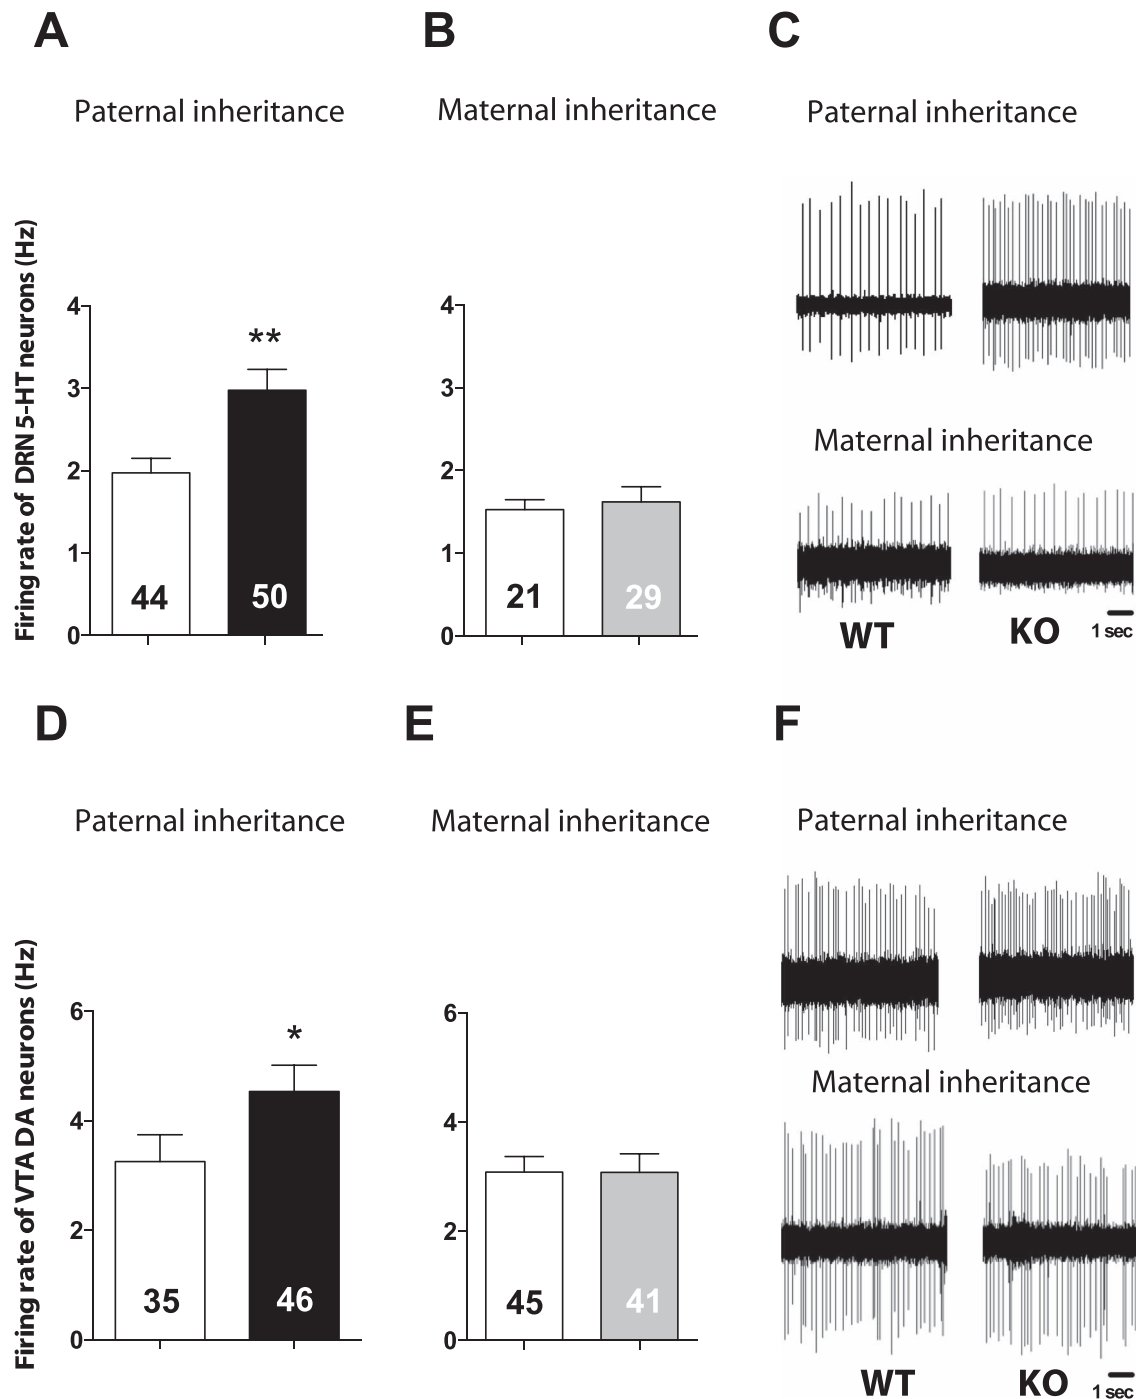 A
B
C
Paternal inheritance
Maternal inheritance
Paternal inheritance
Firing rate of DRN 5-HT neurons (Hz)
4
3
2
1
0
**
44
50
4
3
2
1
0
21
29
Maternal inheritance
WT
KO
1 sec
D
E
F
Paternal inheritance
Maternal inheritance
Paternal inheritance
Firing rate of VTA DA neurons (Hz)
6
4
2
0
*
35
46
6
4
2
0
45
41
Maternal inheritance
WT
KO
1 sec